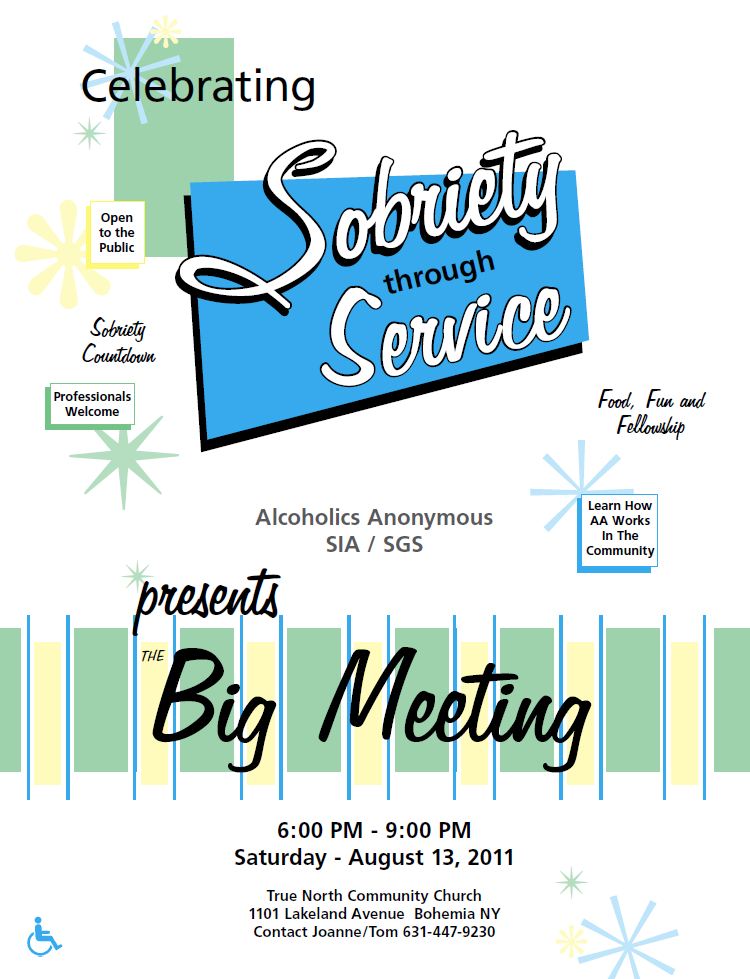 Celebrating
Sobriety
through
Service
Open
to the
Public
Sobriety
Countdown
Professionals
Welcome
Food, Fun and
Fellowship
Learn How
AA Works
In The
Community
Alcoholics Anonymous
SIA / SGS
presents
THE
Big Meeting
6:00 PM - 9:00 PM
Saturday - August 13, 2011
True North Community Church
1101 Lakeland Avenue Bohemia NY
Contact Joanne/Tom 631-447-9230